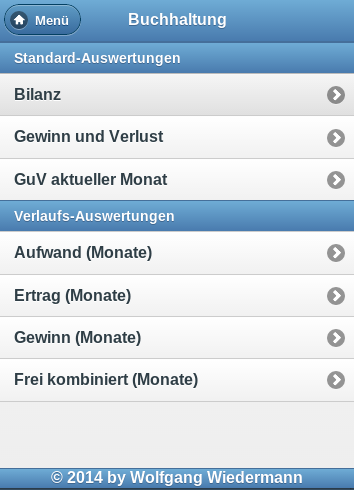 Menü
Buchhaltung
Standard-Auswertungen
Bilanz
Gewinn und Verlust
GuV aktueller Monat
Verlaufs-Auswertungen
Aufwand (Monate)
Ertrag (Monate)
Gewinn (Monate)
Frei kombiniert (Monate)
© 2014 by Wolfgang Wiedermann